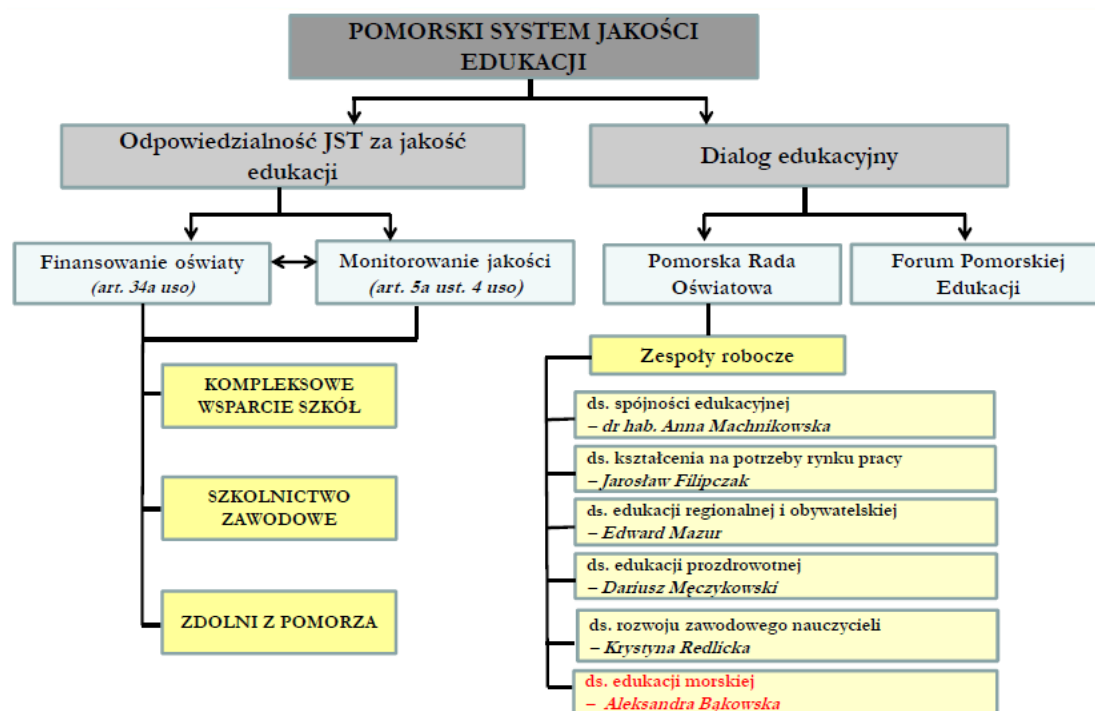 POMORSKI SYSTEM JAKOŚCI
EDUKACJI
Odpowiedzialność JST za jakość
edukacji
Dialog edukacyjny
Finansowanie oświaty
(art. 34a uso)
Monitorowanie jakości
(art. 5a ust. 4 uso)
Pomorska Rada
Oświatowa
Forum Pomorskiej
Edukacji
KOMPLEKSOWE
WSPARCIE SZKÓŁ
SZKOLNICTWO
ZAWODOWE
ZDOLNI Z POMORZA
Zespoły robocze
ds. spójności edukacyjnej
– dr hab. Anna Machnikowska
ds. kształcenia na potrzeby rynku pracy
– Jarosław Filipczak
ds. edukacji regionalnej i obywatelskiej
– Edward Mazur
ds. edukacji prozdrowotnej
– Dariusz Męczykowski
ds. rozwoju zawodowego nauczycieli
– Krystyna Redlicka
ds. edukacji morskiej
– Aleksandra Bąkowska